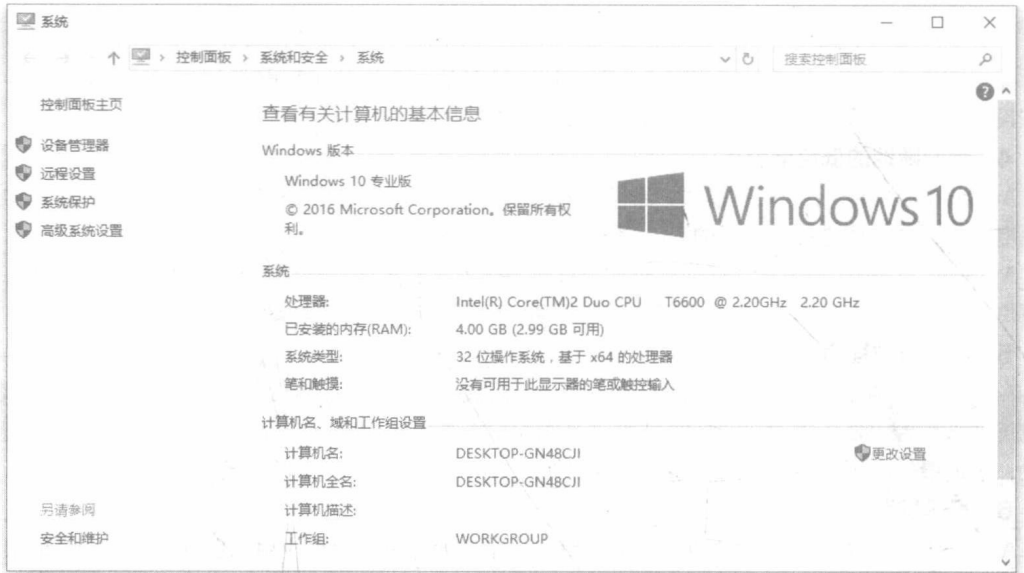 系统
控制面板 › 系统和安全 › 系统
搜索控制面板
控制面板主页
设备管理器
远程设置
系统保护
高级系统设置
另请参阅
安全和维护
查看有关计算机的基本信息
Windows 版本
Windows 10 专业版
© 2016 Microsoft Corporation。保留所有权
利。
Windows 10
系统
处理器: Intel(R) Core(TM)2 Duo CPU T6600 @ 2.20GHz 2.20 GHz
已安装的内存(RAM): 4.00 GB (2.99 GB 可用)
系统类型: 32 位操作系统，基于 x64 的处理器
笔和触摸: 没有可用于此显示器的笔或触控输入
计算机名、域和工作组设置
计算机名: DESKTOP-GN48CJI 更改设置
计算机全名: DESKTOP-GN48CJI
计算机描述:
工作组: WORKGROUP